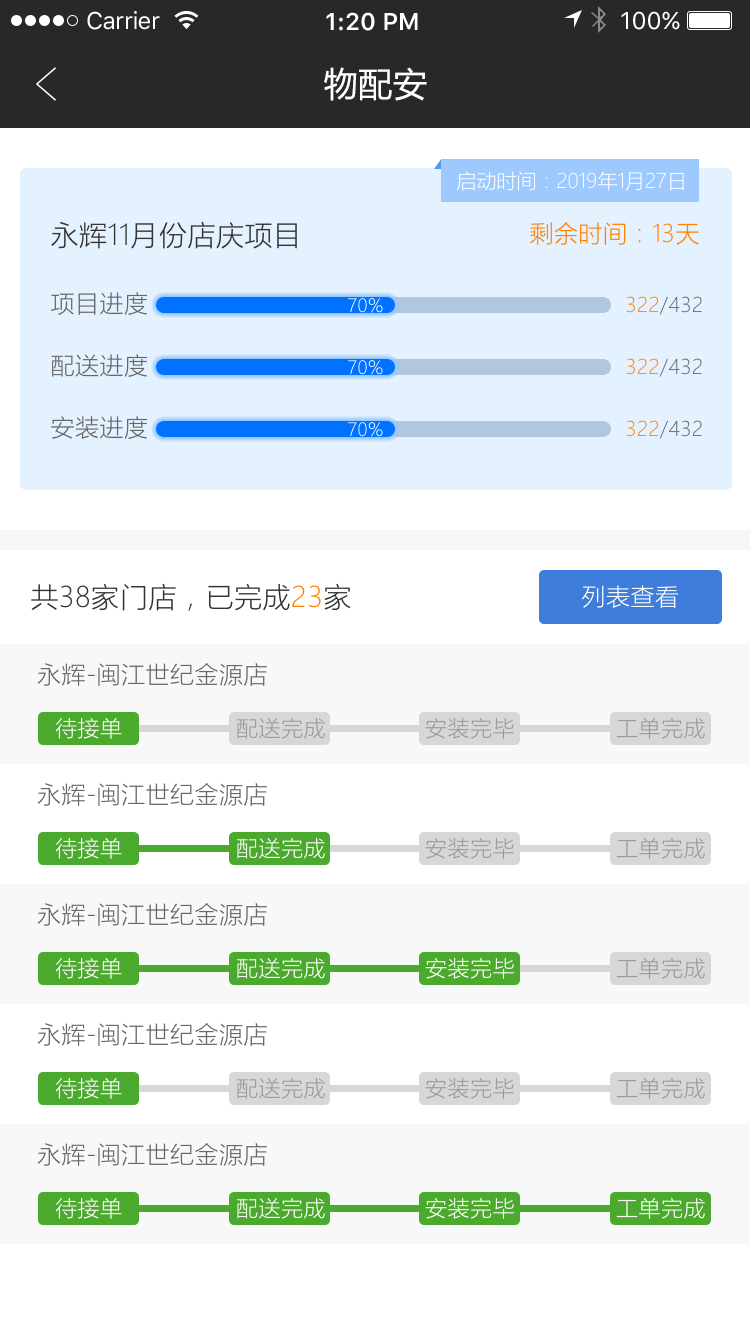 Carrier 1:20 PM 100%
物配安
启动时间：2019年1月27日
永辉11月份店庆项目 剩余时间：13天
项目进度 70% 322/432
配送进度 70% 322/432
安装进度 70% 322/432
共38家门店，已完成23家 列表查看
永辉-闽江世纪金源店
待接单 配送完成 安装完毕 工单完成
永辉-闽江世纪金源店
待接单 配送完成 安装完毕 工单完成
永辉-闽江世纪金源店
待接单 配送完成 安装完毕 工单完成
永辉-闽江世纪金源店
待接单 配送完成 安装完毕 工单完成
永辉-闽江世纪金源店
待接单 配送完成 安装完毕 工单完成